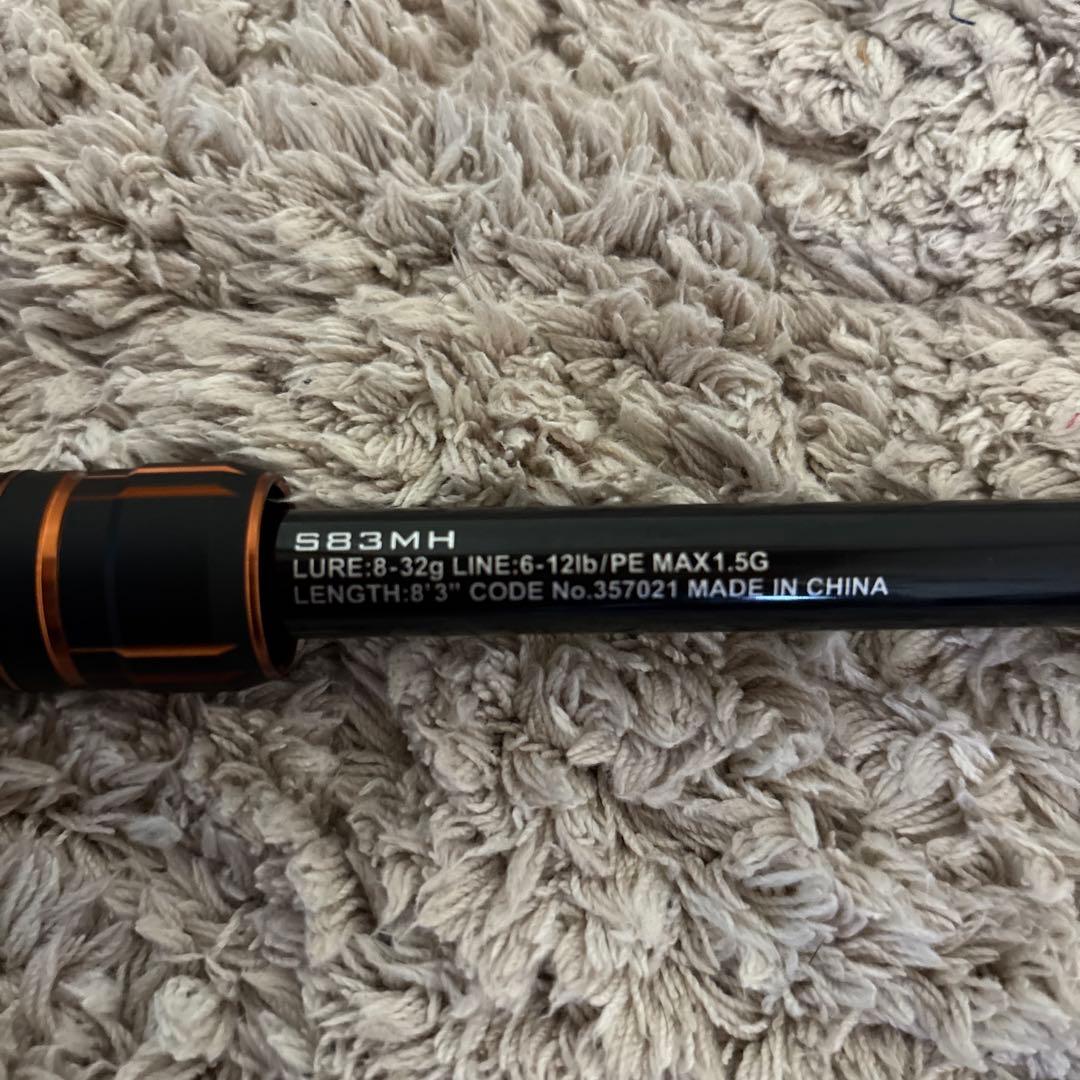 S83MH
LURE:8-32g LINE:6-12lb/PE MAX1.5G
LENGTH:8'3" CODE No.357021 MADE IN CHINA